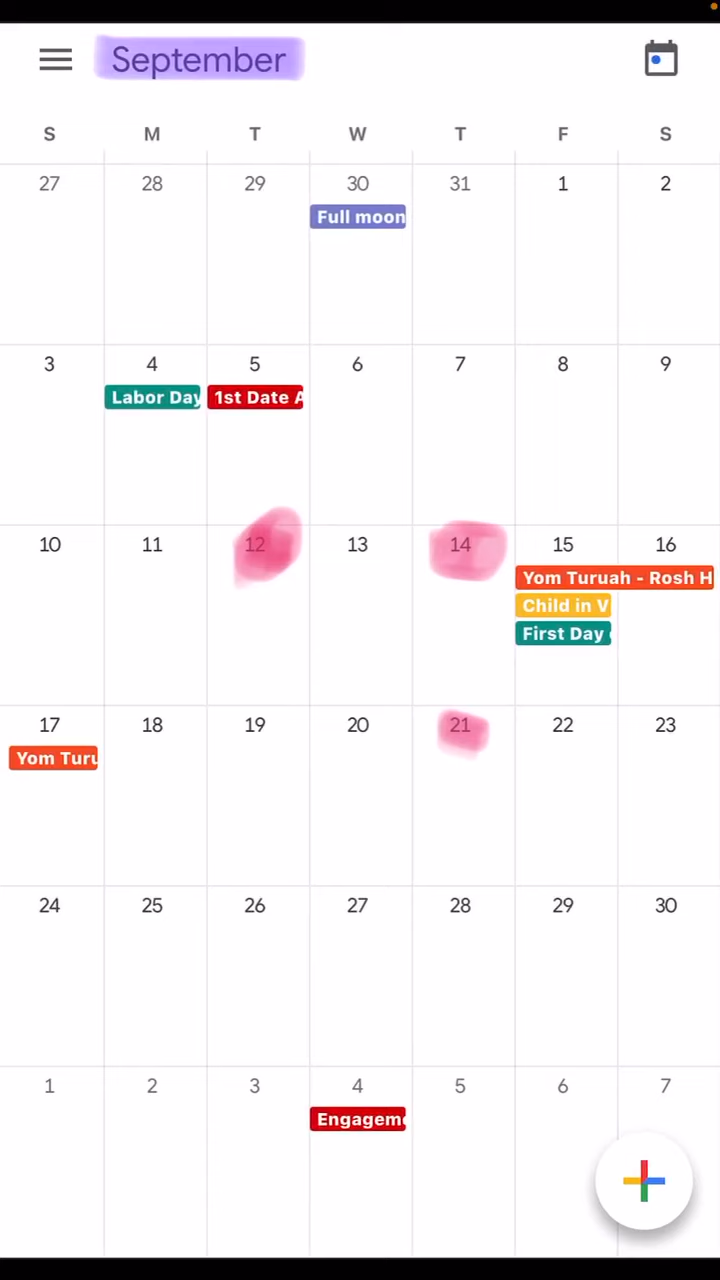 September
S M T W T F S
27 28 29 30 31 1 2
Full moon
3 4 5 6 7 8 9
Labor Day 1st Date A
10 11 12 13 14 15 16
Yom Turuah - Rosh H
Child in V
First Day
17 18 19 20 21 22 23
Yom Turu
24 25 26 27 28 29 30
1 2 3 4 5 6 7
Engagem